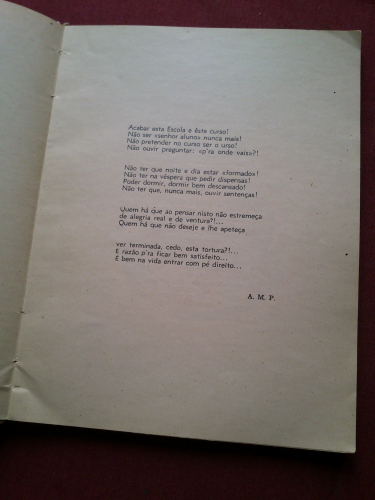 Acabar esta Escola e êste curso!
Não ser «senhor aluno» nunca mais!
Não pretender no curso ser o urso!
Não ouvir preguntar: «p'ra onde vais»?!
Não ter que noite e dia estar «formado»!
Não ter na véspera que pedir dispensas!
Poder dormir, dormir bem descansado!
Não ter que, nunca mais, ouvir sentenças!
Quem há que ao pensar nisto não estremeça
de alegria real e de ventura?!...
Quem há que não deseje e lhe apeteça
ver terminada, cedo, esta tortura?!...
E razão p'ra ficar bem satisfeito...
E bem na vida entrar com pé direito...
A. M. P.